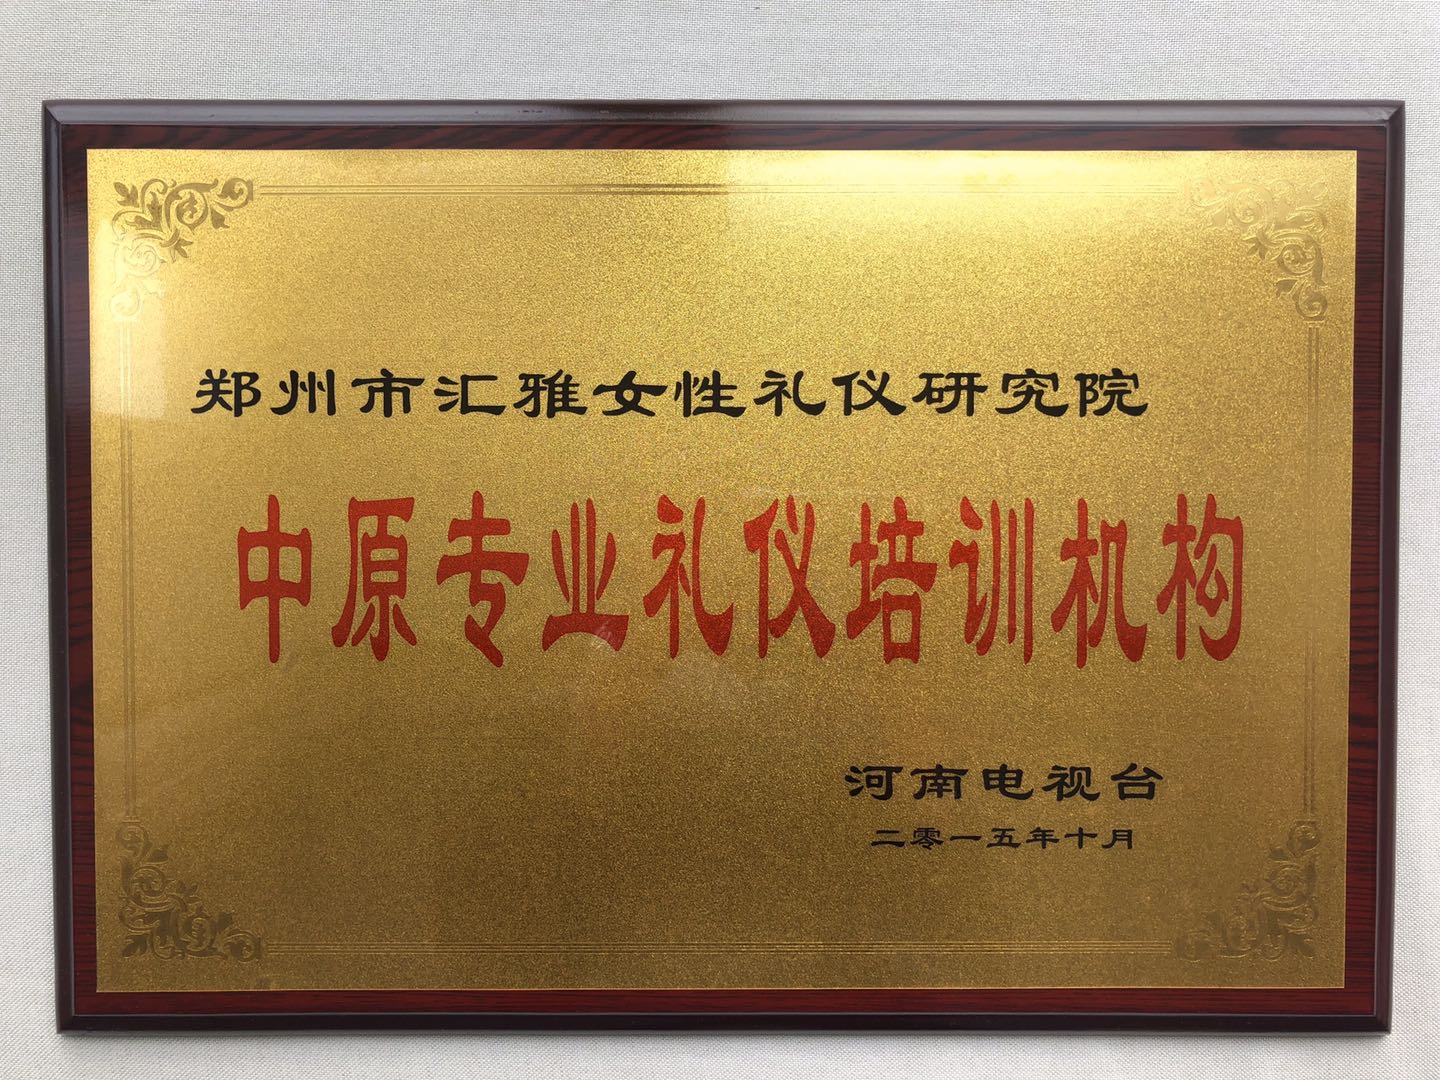 郑州市汇雅女性礼仪研究院
中原专业礼仪培训机构
河南电视台
二零一五年十月